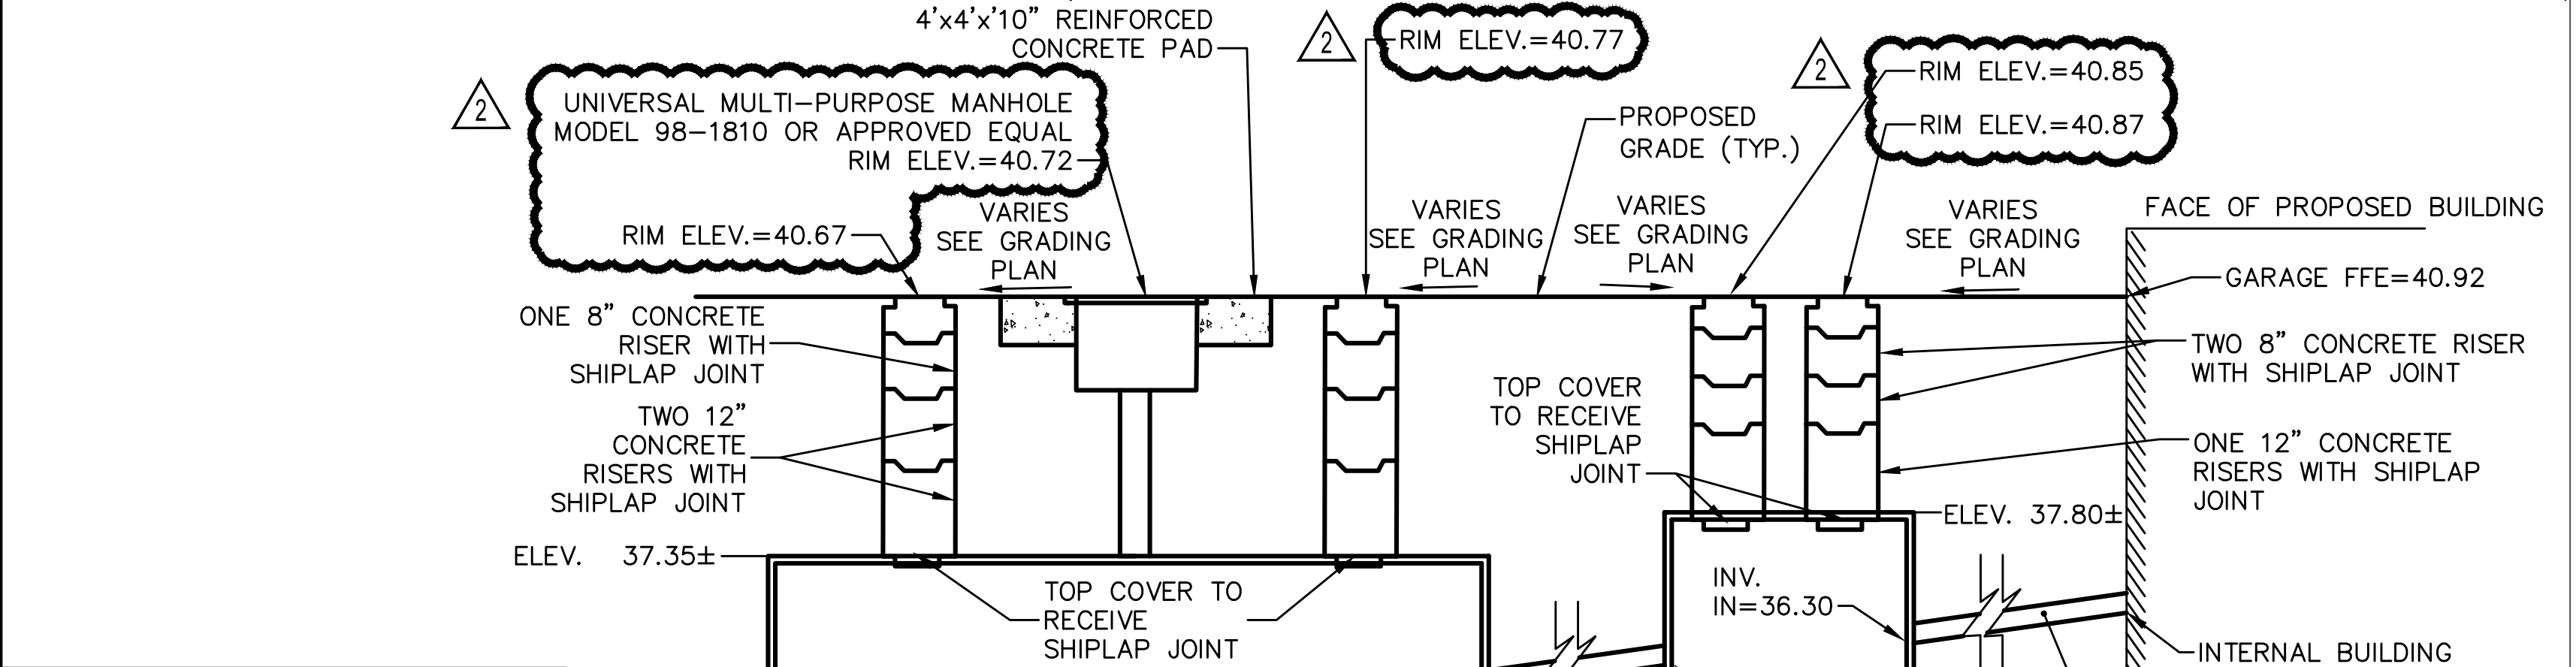 4'x4'x'10" REINFORCED
CONCRETE PAD
2
RIM ELEV.=40.77
2
RIM ELEV.=40.85
RIM ELEV.=40.87
2
UNIVERSAL MULTI-PURPOSE MANHOLE
MODEL 98-1810 OR APPROVED EQUAL
RIM ELEV.=40.72
RIM ELEV.=40.67
PROPOSED
GRADE (TYP.)
VARIES
SEE GRADING
PLAN
VARIES
SEE GRADING
PLAN
VARIES
SEE GRADING
PLAN
VARIES
SEE GRADING
PLAN
FACE OF PROPOSED BUILDING
GARAGE FFE=40.92
ONE 8" CONCRETE
RISER WITH
SHIPLAP JOINT
TWO 12"
CONCRETE
RISERS WITH
SHIPLAP JOINT
TOP COVER
TO RECEIVE
SHIPLAP
JOINT
TWO 8" CONCRETE RISER
WITH SHIPLAP JOINT
ONE 12" CONCRETE
RISERS WITH SHIPLAP
JOINT
ELEV. 37.80±
ELEV. 37.35±
TOP COVER TO
RECEIVE
SHIPLAP JOINT
INV.
IN=36.30
INTERNAL BUILDING